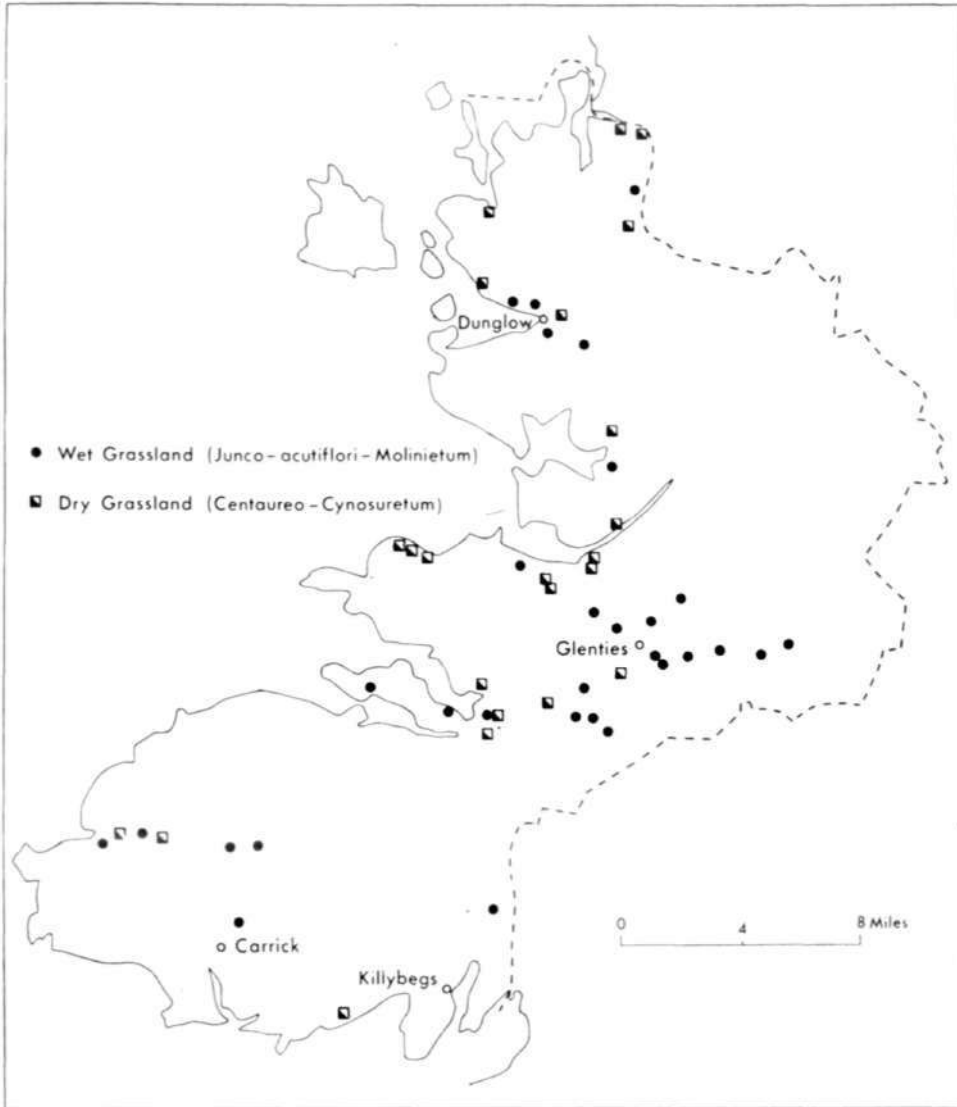 Dunglow
Wet Grassland (Junco-acutiflori-Molinietum)
Dry Grassland (Centaureo-Cynosuretum)
Glenties
0 4 8 Miles
Carrick
Killybegs